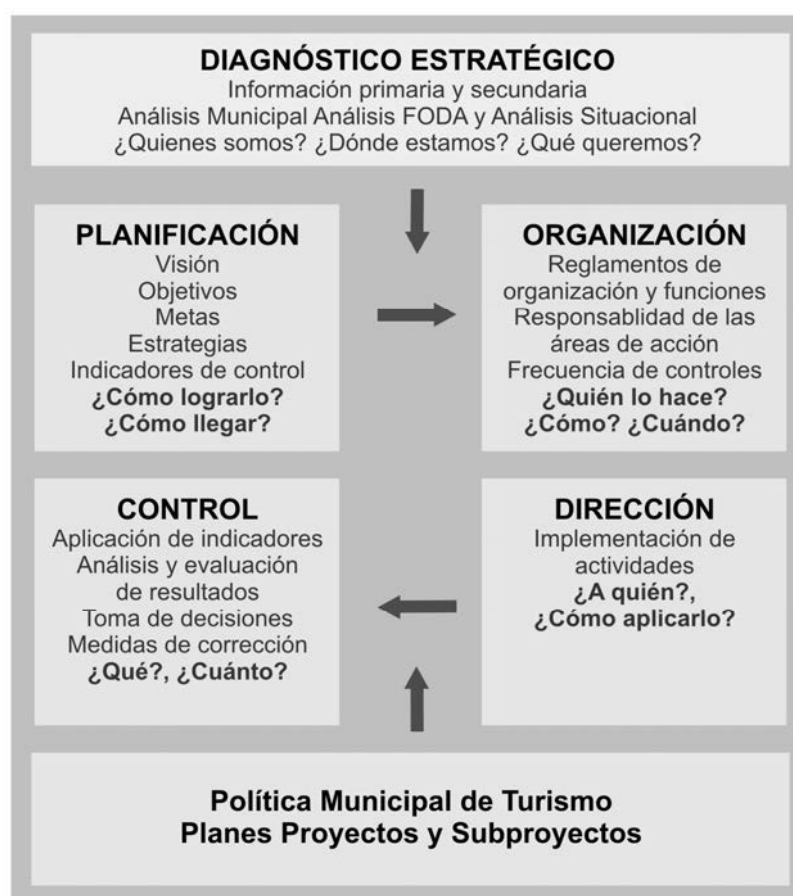 DIAGNÓSTICO ESTRATÉGICO
Información primaria y secundaria
Análisis Municipal Análisis FODA y Análisis Situacional
¿Quienes somos? ¿Dónde estamos? ¿Qué queremos?
PLANIFICACIÓN
Visión
Objetivos
Metas
Estrategias
Indicadores de control
¿Cómo lograrlo?
¿Cómo llegar?
ORGANIZACIÓN
Reglamentos de
organización y funciones
Responsablidad de las
áreas de acción
Frecuencia de controles
¿Quién lo hace?
¿Cómo? ¿Cuándo?
CONTROL
Aplicación de indicadores
Análisis y evaluación
de resultados
Toma de decisiones
Medidas de corrección
¿Qué?, ¿Cuánto?
DIRECCIÓN
Implementación de
actividades
¿A quién?,
¿Cómo aplicarlo?
Política Municipal de Turismo
Planes Proyectos y Subproyectos